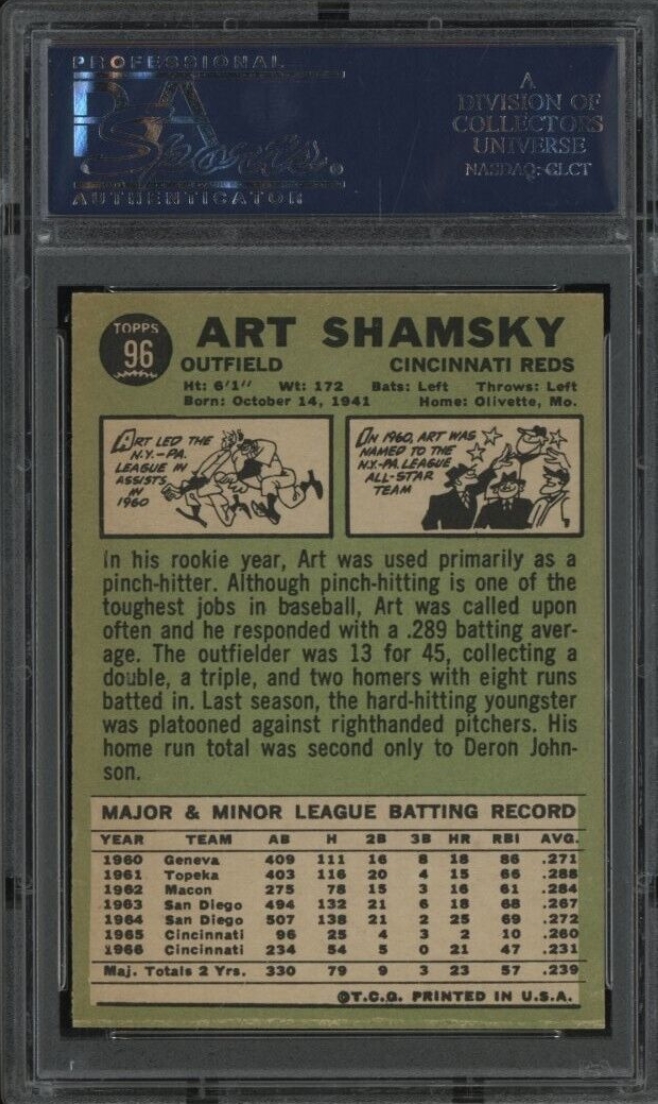 PROFESSIONAL
PSA
Sports
AUTHENTICATOR
A
DIVISION OF
COLLECTORS
UNIVERSE
NASDAQ: CLCT
TOPPS
96
ART SHAMSKY
OUTFIELD CINCINNATI REDS
Ht: 6'1" Wt: 172 Bats: Left Throws: Left
Born: October 14, 1941 Home: Olivette, Mo.
ART LED THE
N.Y.-PA.
LEAGUE IN
ASSISTS
IN
1960
IN 1960, ART WAS
NAMED TO THE
N.Y.-PA. LEAGUE
ALL-STAR
TEAM
In his rookie year, Art was used primarily as a
pinch-hitter. Although pinch-hitting is one of the
toughest jobs in baseball, Art was called upon
often and he responded with a .289 batting aver-
age. The outfielder was 13 for 45, collecting a
double, a triple, and two homers with eight runs
batted in. Last season, the hard-hitting youngster
was platooned against righthanded pitchers. His
home run total was second only to Deron John-
son.
MAJOR & MINOR LEAGUE BATTING RECORD
YEAR TEAM AB H 2B 3B HR RBI AVG.
1960 Geneva 409 111 16 8 18 86 .271
1961 Topeka 403 116 20 4 15 66 .288
1962 Macon 275 78 15 3 16 61 .284
1963 San Diego 494 132 21 6 18 68 .267
1964 San Diego 507 138 21 2 25 69 .272
1965 Cincinnati 96 25 4 3 2 10 .260
1966 Cincinnati 234 54 5 0 21 47 .231
Maj. Totals 2 Yrs. 330 79 9 3 23 57 .239
©T.C.G. PRINTED IN U.S.A.